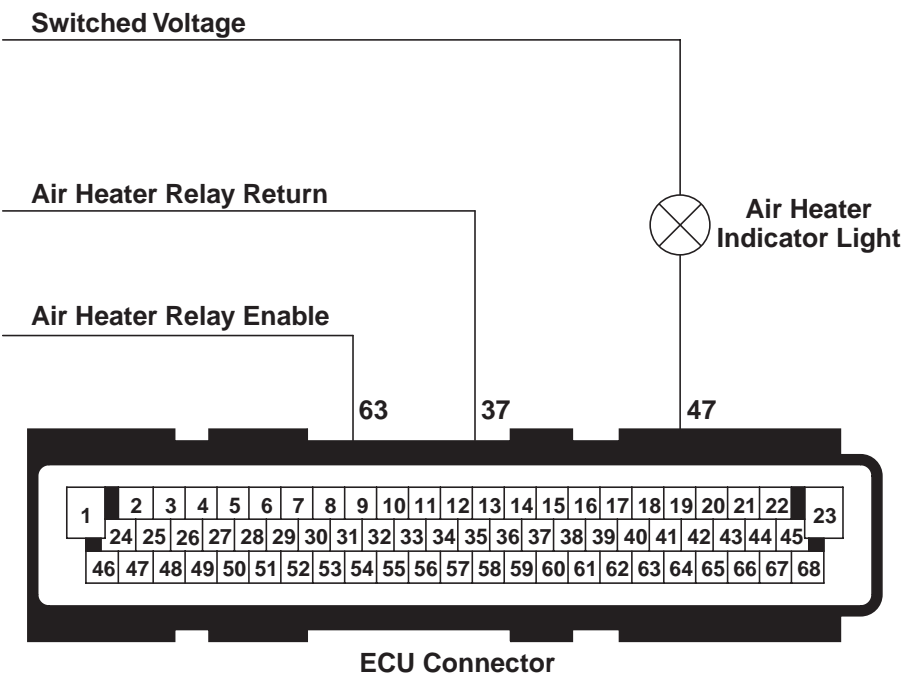 Switched Voltage
Air Heater Relay Return
Air Heater
Indicator Light
Air Heater Relay Enable
63 37 47
1 2 3 4 5 6 7 8 9 10 11 12 13 14 15 16 17 18 19 20 21 22 23
24 25 26 27 28 29 30 31 32 33 34 35 36 37 38 39 40 41 42 43 44 45
46 47 48 49 50 51 52 53 54 55 56 57 58 59 60 61 62 63 64 65 66 67 68
ECU Connector